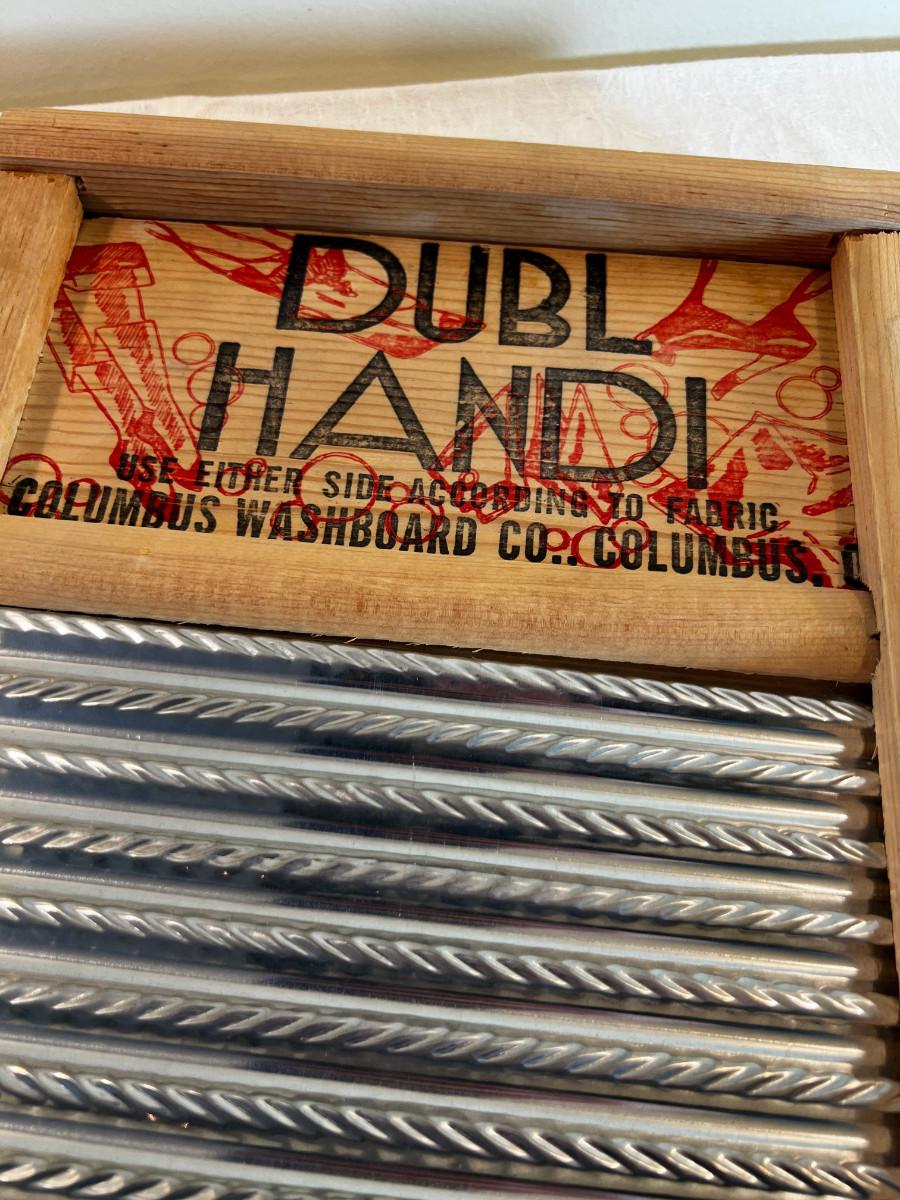 DUBL
HANDI
USE EITHER SIDE ACCORDING TO FABRIC
COLUMBUS WASHBOARD CO., COLUMBUS,